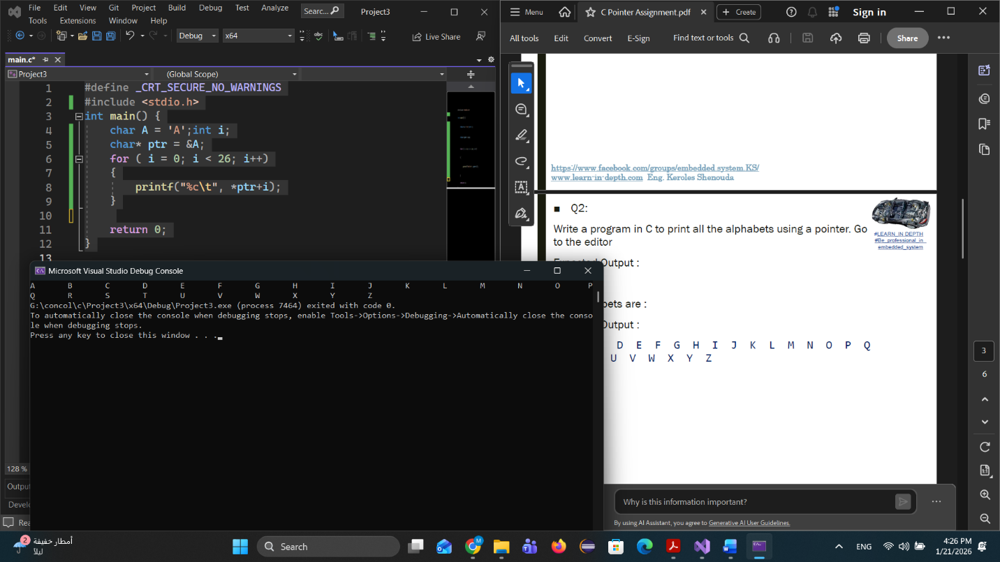 File Edit View Git Project Build Debug Test Analyze Searc... Project3
Tools Extensions Window Help
Debug x64 Live Share
main.c*
Project3 (Global Scope)
1 #define _CRT_SECURE_NO_WARNINGS
2 #include <stdio.h>
3 int main() {
4 char A = 'A';int i;
5 char* ptr = &A;
6 for ( i = 0; i < 26; i++)
7 {
8 printf("%c\t", *ptr+i);
9 }
10
11 return 0;
12 }
13
128 %
Output
Develo
Rea
Microsoft Visual Studio Debug Console
A B C D E F G H I J K L M N O P
Q R S T U V W X Y Z
G:\concol\c\Project3\x64\Debug\Project3.exe (process 7464) exited with code 0.
To automatically close the console when debugging stops, enable Tools->Options->Debugging->Automatically close the conso
le when debugging stops.
Press any key to close this window . . .
Menu C Pointer Assignment.pdf Create Sign in
All tools Edit Convert E-Sign Find text or tools Share
https://www.facebook.com/groups/embedded.system.KS/
www.learn-in-depth.com Eng. Keroles Shenouda
Q2:
Write a program in C to print all the alphabets using a pointer. Go
to the editor
#LEARN_IN DEPTH
#Be_professional_in_
embedded_system
Output :
bets are :
Output :
D E F G H I J K L M N O P Q
U V W X Y Z
3
6
Why is this information important?
By using AI Assistant, you agree to Generative AI User Guidelines.
2
أمطار خفيفة
ليلاً
Search
ENG
4:26 PM
1/21/2026